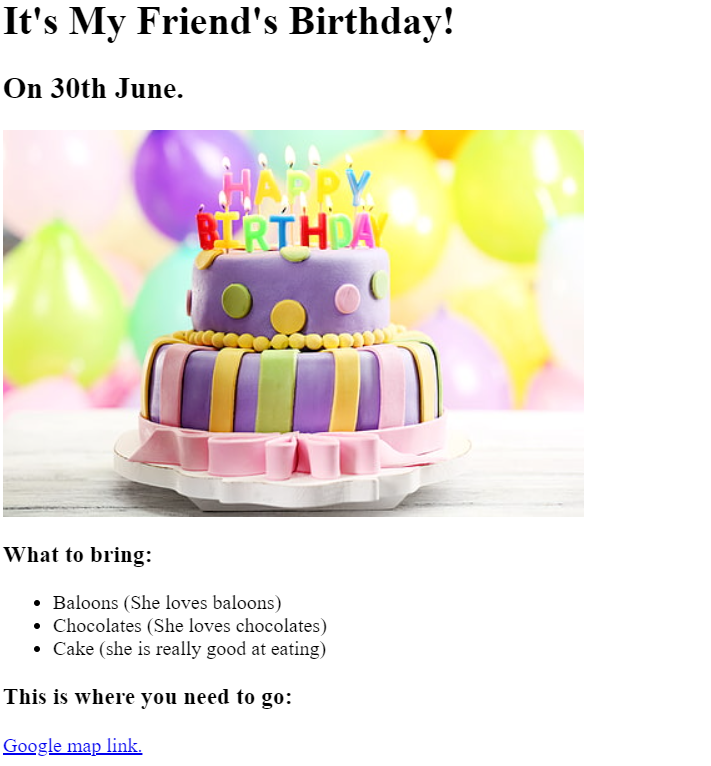 It's My Friend's Birthday!
On 30th June.
HAPPY
BIRTHDAY
What to bring:
Baloons (She loves baloons)
Chocolates (She loves chocolates)
Cake (she is really good at eating)
This is where you need to go:
Google map link.